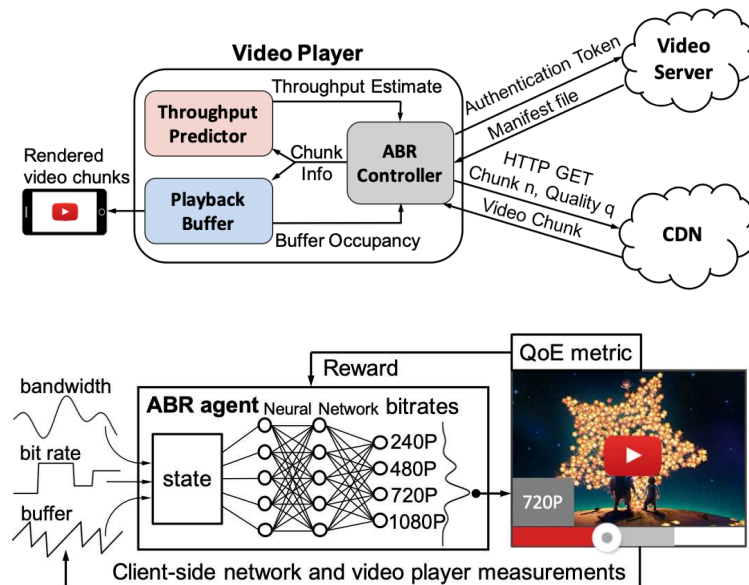 Video Player
Throughput Estimate
Throughput
Predictor
Chunk
Info
ABR
Controller
Playback
Buffer
Buffer Occupancy
Rendered
video chunks
Authentication Token
Manifest file
Video
Server
HTTP GET
Chunk n, Quality q
Video Chunk
CDN
QoE metric
Reward
bandwidth
bit rate
buffer
ABR agent
Neural Network
bitrates
state
240P
480P
720P
1080P
720P
Client-side network and video player measurements